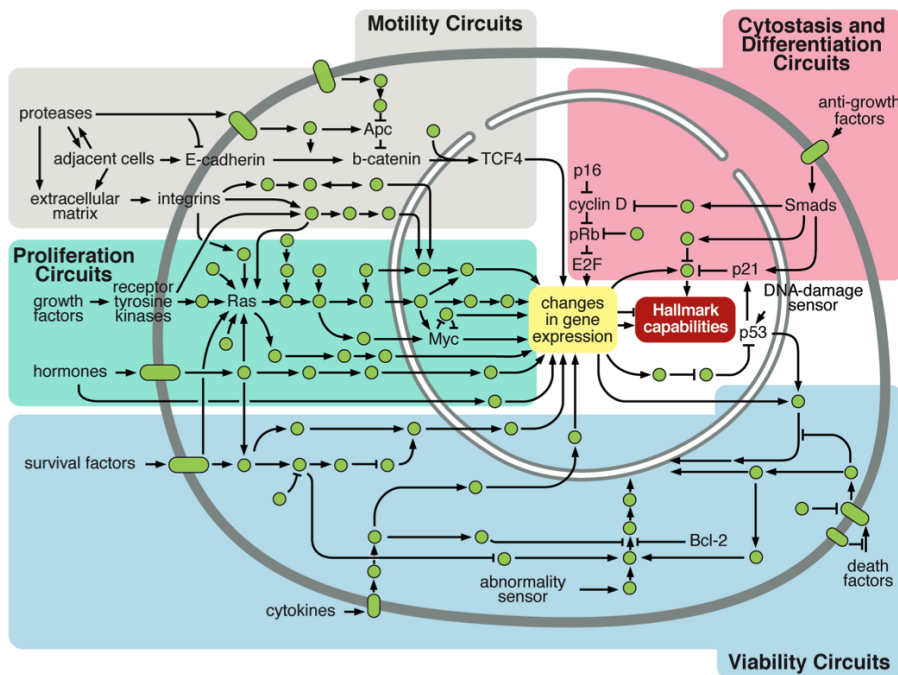 Motility Circuits
Cytostasis and
Differentiation
Circuits
proteases
Apc
anti-growth
factors
adjacent cells
E-cadherin
b-catenin
TCF4
p16
extracellular
matrix
integrins
cyclin D
Smads
pRb
E2F
p21
Proliferation
Circuits
receptor
tyrosine
kinases
growth
factors
Ras
Myc
changes
in gene
expression
Hallmark
capabilities
DNA-damage
sensor
p53
hormones
survival factors
Bcl-2
abnormality
sensor
death
factors
cytokines
Viability Circuits